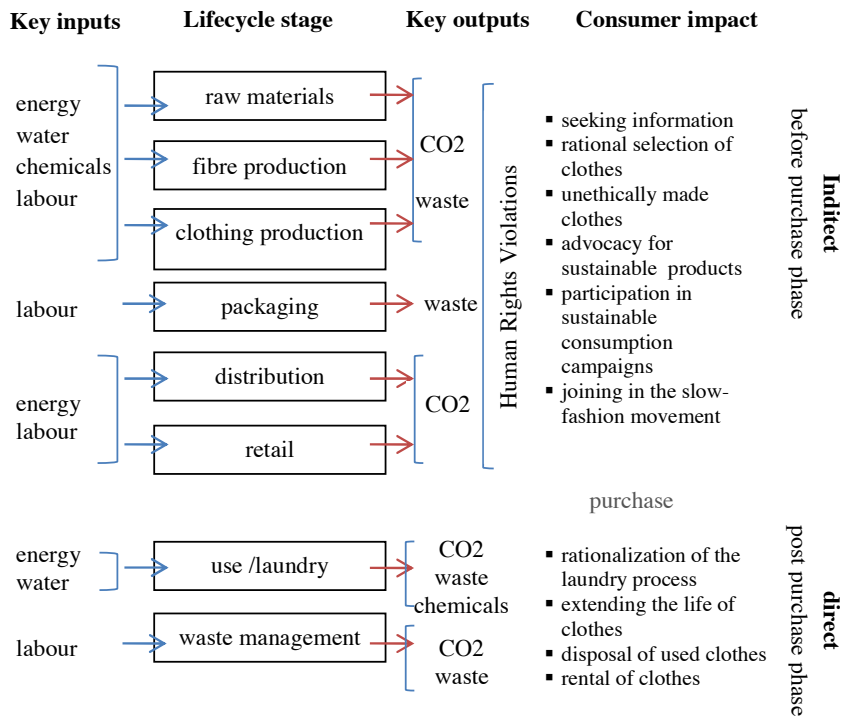 Key inputs
Lifecycle stage
Key outputs
Consumer impact
energy
water
chemicals
labour
raw materials
fibre production
clothing production
CO2
waste
labour
packaging
waste
energy
labour
distribution
retail
CO2
Human Rights Violations
▪ seeking information
▪ rational selection of
clothes
▪ unethically made
clothes
▪ advocacy for
sustainable products
▪ participation in
sustainable
consumption
campaigns
▪ joining in the slow-
fashion movement
before purchase phase
Inditect
purchase
energy
water
use /laundry
CO2
waste
chemicals
labour
waste management
CO2
waste
▪ rationalization of the
laundry process
▪ extending the life of
clothes
▪ disposal of used clothes
▪ rental of clothes
post purchase phase
direct